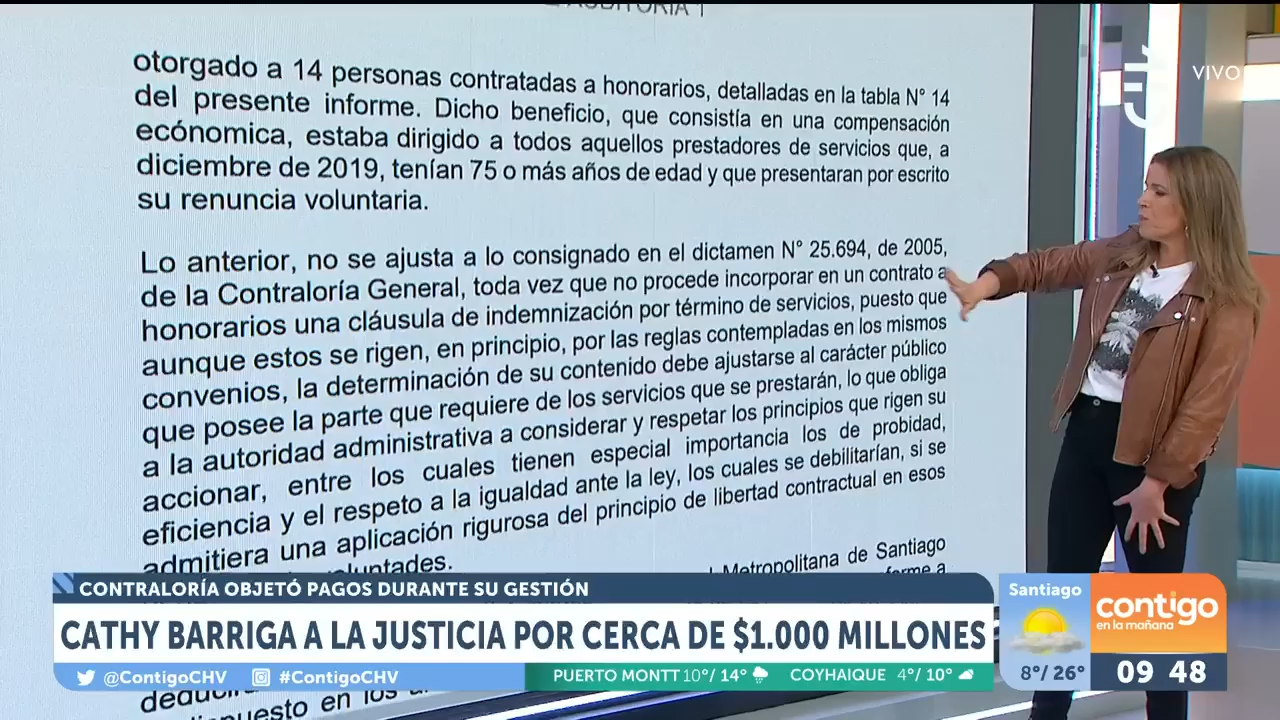 AUDITORÍA 1
otorgado a 14 personas contratadas a honorarios, detalladas en la tabla N° 14
del presente informe. Dicho beneficio, que consistía en una compensación
ecónomica, estaba dirigido a todos aquellos prestadores de servicios que, a
diciembre de 2019, tenían 75 o más años de edad y que presentaran por escrito
su renuncia voluntaria.
Lo anterior, no se ajusta a lo consignado en el dictamen N° 25.694, de 2005,
de la Contraloría General, toda vez que no procede incorporar en un contrato a
honorarios una cláusula de indemnización por término de servicios, puesto que
aunque estos se rigen, en principio, por las reglas contempladas en los mismos
convenios, la determinación de su contenido debe ajustarse al carácter público
que posee la parte que requiere de los servicios que se prestarán, lo que obliga
a la autoridad administrativa a considerar y respetar los principios que rigen su
accionar, entre los cuales tienen especial importancia los de probidad,
eficiencia y el respeto a la igualdad ante la ley, los cuales se debilitarían, si se
admitiera una aplicación rigurosa del principio de libertad contractual en esos
Metropolitana de Santiago
en los
VIVO
CONTRALORÍA OBJETÓ PAGOS DURANTE SU GESTIÓN
CATHY BARRIGA A LA JUSTICIA POR CERCA DE $1.000 MILLONES
@ContigoCHV #ContigoCHV PUERTO MONTT 10°/ 14° COYHAIQUE 4°/ 10°
Santiago
8°/ 26°
contigo
en la mañana
09 48